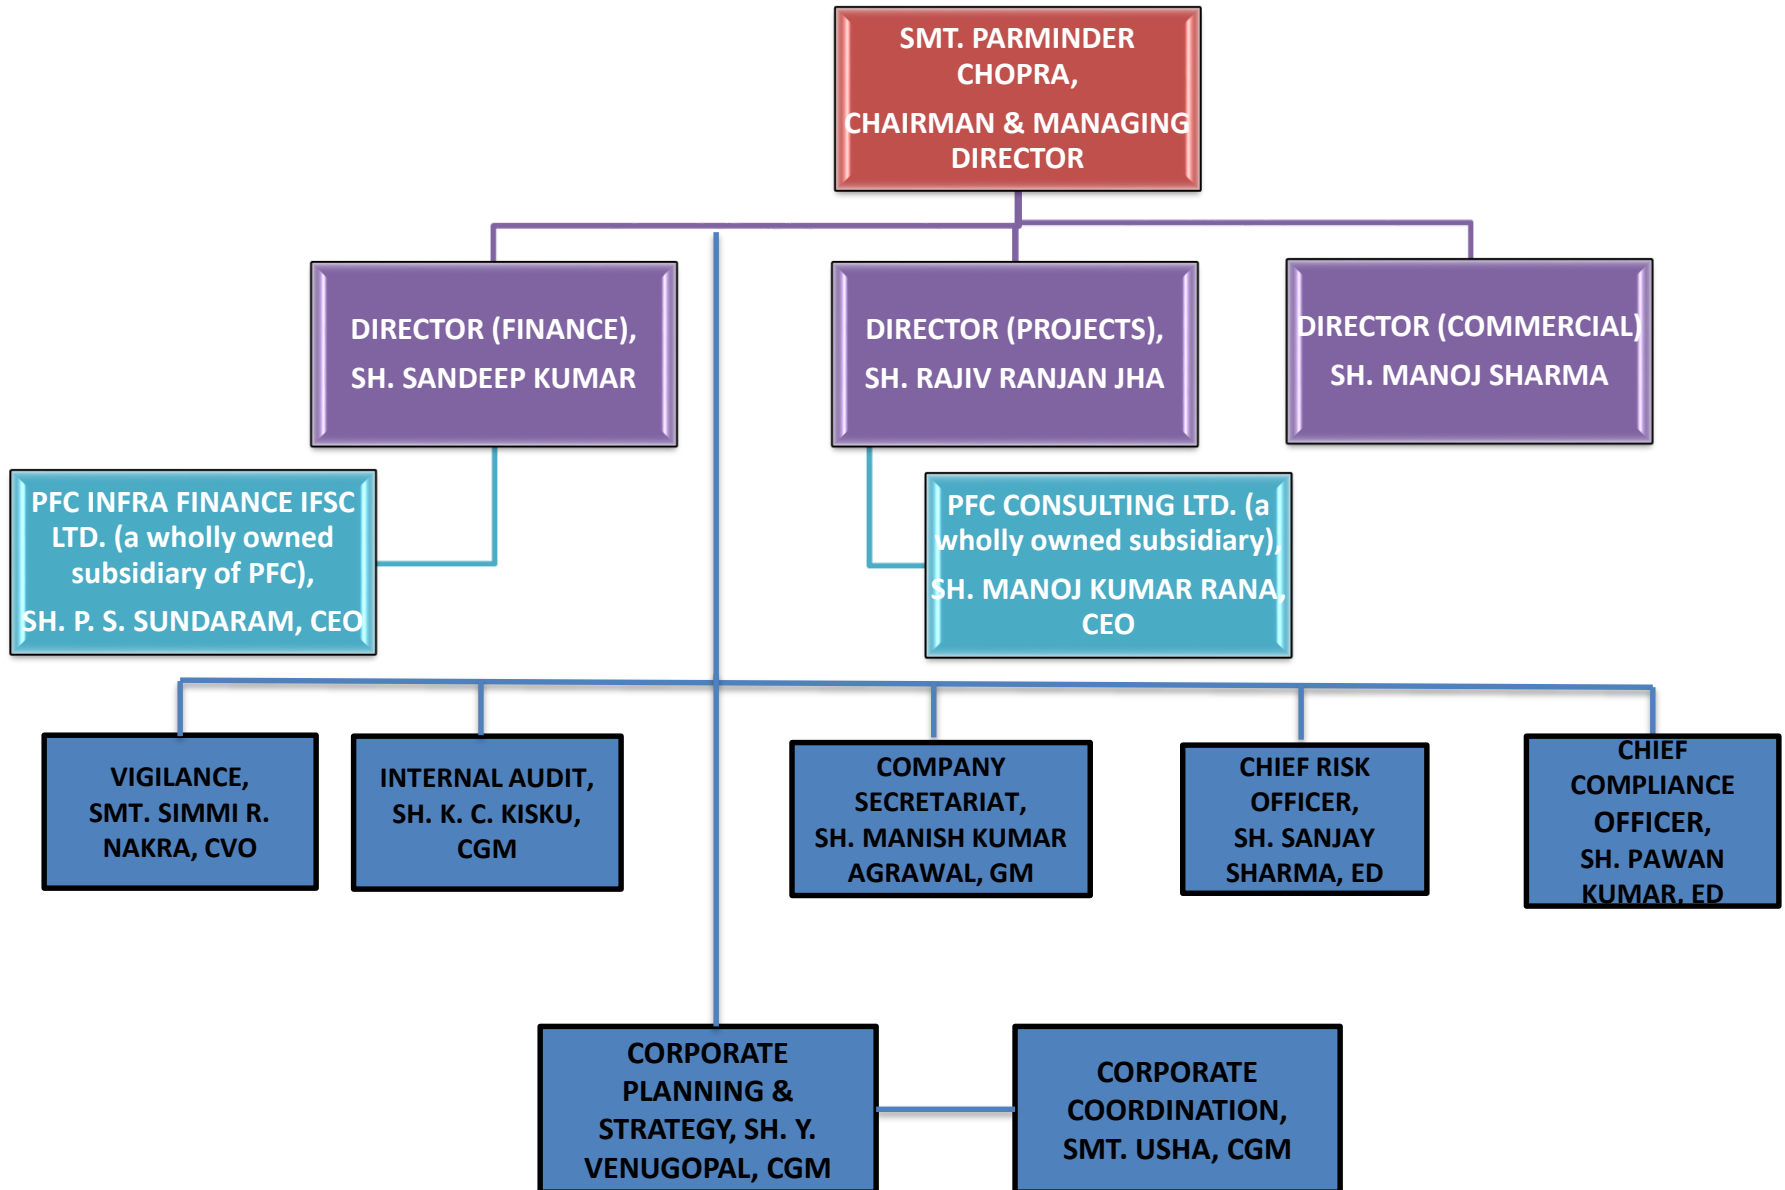 SMT. PARMINDER
CHOPRA,
CHAIRMAN & MANAGING
DIRECTOR
DIRECTOR (FINANCE),
SH. SANDEEP KUMAR
DIRECTOR (PROJECTS),
SH. RAJIV RANJAN JHA
DIRECTOR (COMMERCIAL)
SH. MANOJ SHARMA
PFC INFRA FINANCE IFSC
LTD. (a wholly owned
subsidiary of PFC),
SH. P. S. SUNDARAM, CEO
PFC CONSULTING LTD. (a
wholly owned subsidiary),
SH. MANOJ KUMAR RANA,
CEO
VIGILANCE,
SMT. SIMMI R.
NAKRA, CVO
INTERNAL AUDIT,
SH. K. C. KISKU,
CGM
COMPANY
SECRETARIAT,
SH. MANISH KUMAR
AGRAWAL, GM
CHIEF RISK
OFFICER,
SH. SANJAY
SHARMA, ED
CHIEF
COMPLIANCE
OFFICER,
SH. PAWAN
KUMAR, ED
CORPORATE
PLANNING &
STRATEGY, SH. Y.
VENUGOPAL, CGM
CORPORATE
COORDINATION,
SMT. USHA, CGM